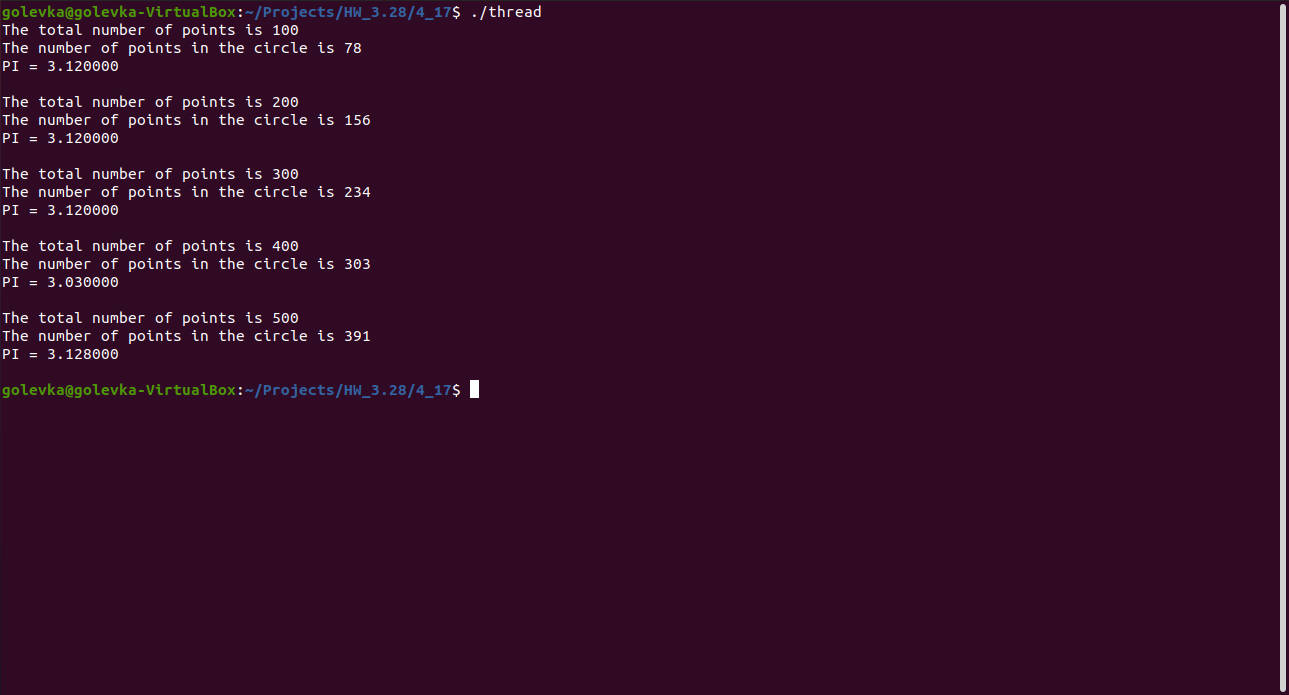 golevka@golevka-VirtualBox:~/Projects/HW_3.28/4_17$ ./thread
The total number of points is 100
The number of points in the circle is 78
PI = 3.120000
The total number of points is 200
The number of points in the circle is 156
PI = 3.120000
The total number of points is 300
The number of points in the circle is 234
PI = 3.120000
The total number of points is 400
The number of points in the circle is 303
PI = 3.030000
The total number of points is 500
The number of points in the circle is 391
PI = 3.128000
golevka@golevka-VirtualBox:~/Projects/HW_3.28/4_17$